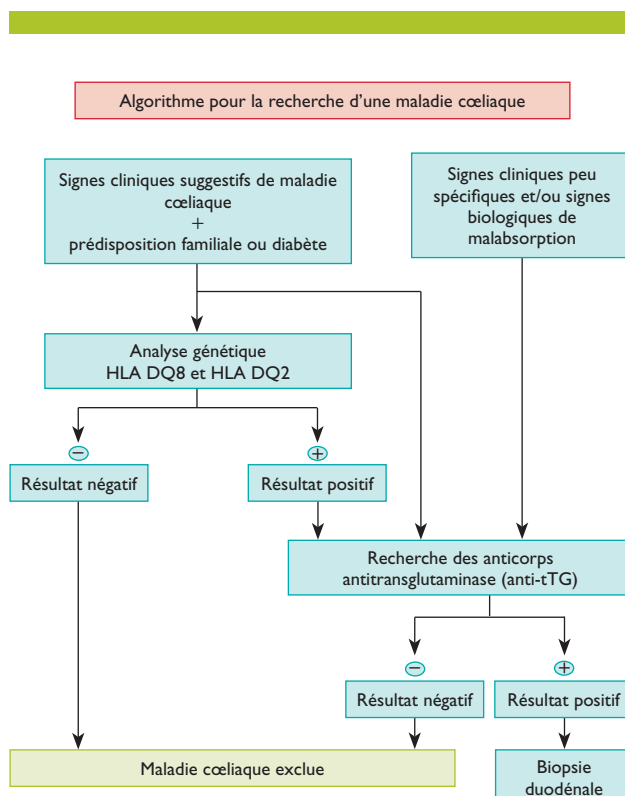 Algorithme pour la recherche d'une maladie cœliaque
Signes cliniques suggestifs de maladie
cœliaque
+
prédisposition familiale ou diabète
Signes cliniques peu
spécifiques et/ou signes
biologiques de
malabsorption
Analyse génétique
HLA DQ8 et HLA DQ2
−
+
Résultat négatif
Résultat positif
Recherche des anticorps
antitransglutaminase (anti-tTG)
−
+
Résultat négatif
Résultat positif
Maladie cœliaque exclue
Biopsie
duodénale